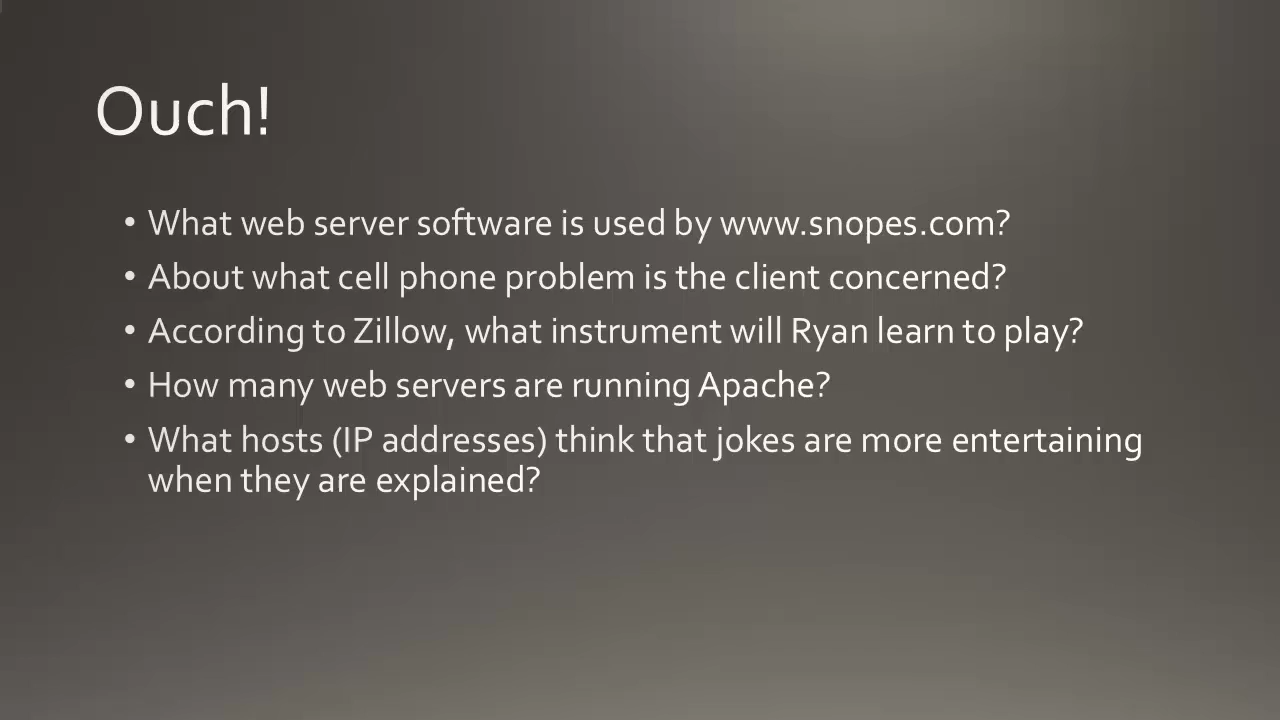 Ouch!
• What web server software is used by www.snopes.com?
• About what cell phone problem is the client concerned?
• According to Zillow, what instrument will Ryan learn to play?
• How many web servers are running Apache?
• What hosts (IP addresses) think that jokes are more entertaining
when they are explained?